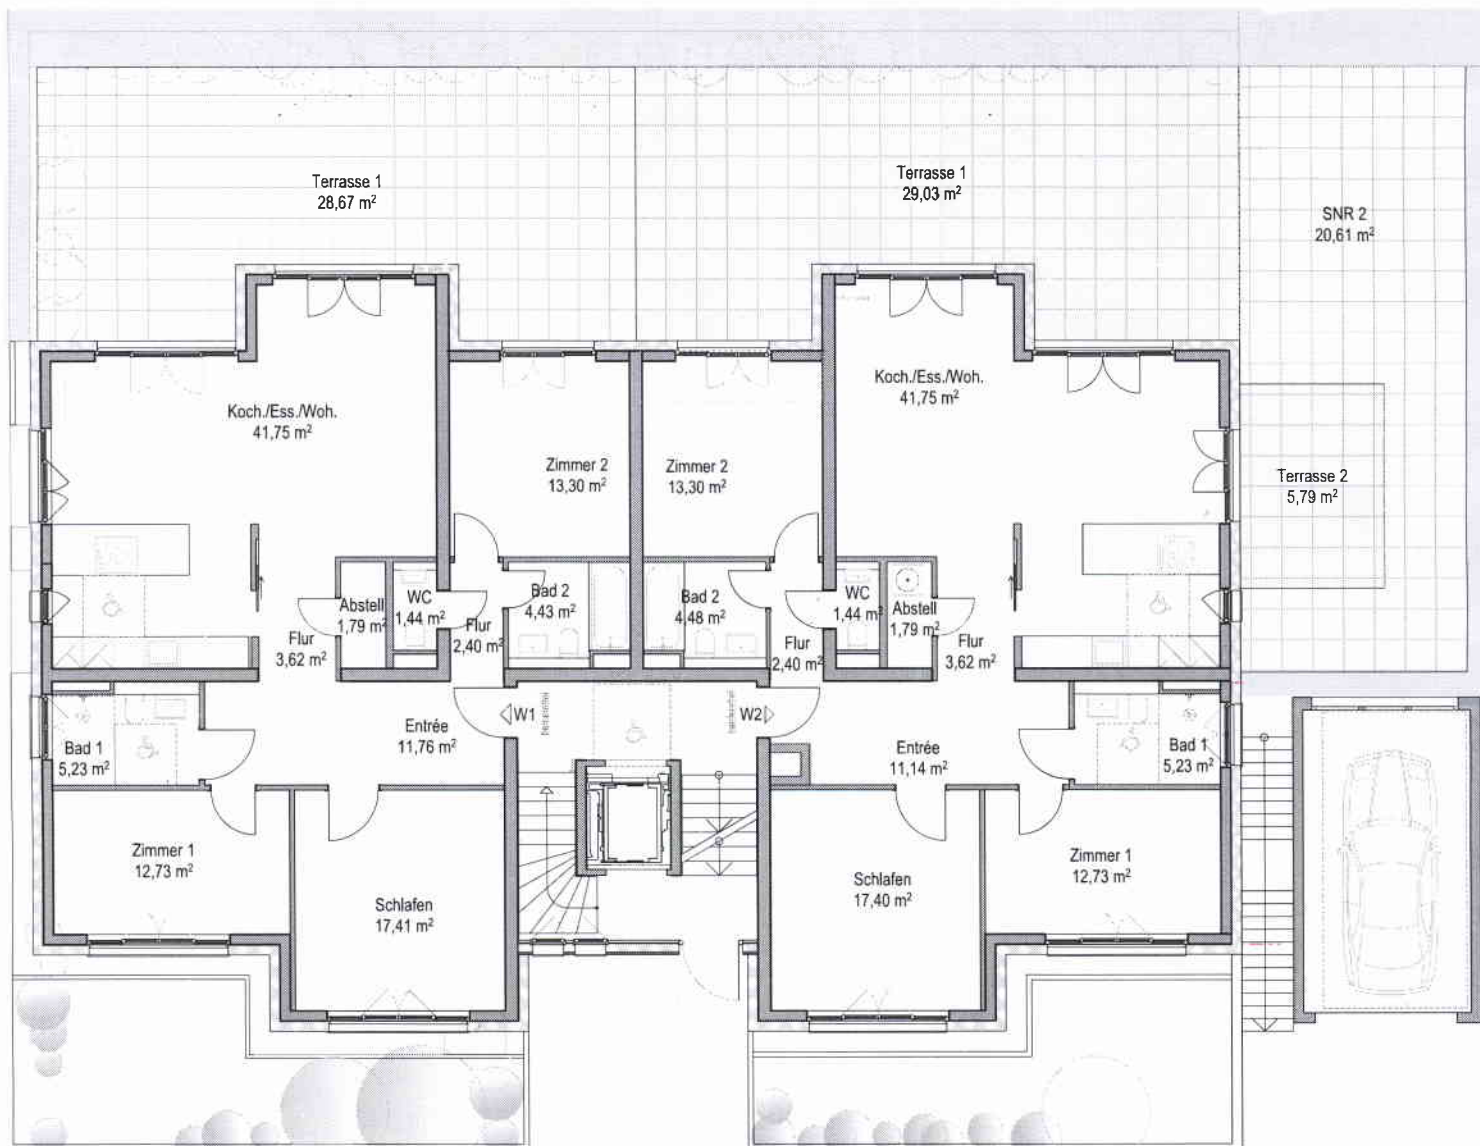 Terrasse 1
28,67 m²
Terrasse 1
29,03 m²
SNR 2
20,61 m²
Koch./Ess./Woh.
41,75 m²
Zimmer 2
13,30 m²
Zimmer 2
13,30 m²
Koch./Ess./Woh.
41,75 m²
Terrasse 2
5,79 m²
Abstell
1,79 m²
WC
1,44 m²
Flur
2,40 m²
Bad 2
4,43 m²
Bad 2
4,48 m²
Flur
2,40 m²
WC
1,44 m²
Abstell
1,79 m²
Flur
3,62 m²
Flur
3,62 m²
Bad 1
5,23 m²
Entrée
11,76 m²
W1
W2
Entrée
11,14 m²
Bad 1
5,23 m²
Zimmer 1
12,73 m²
Schlafen
17,41 m²
Schlafen
17,40 m²
Zimmer 1
12,73 m²